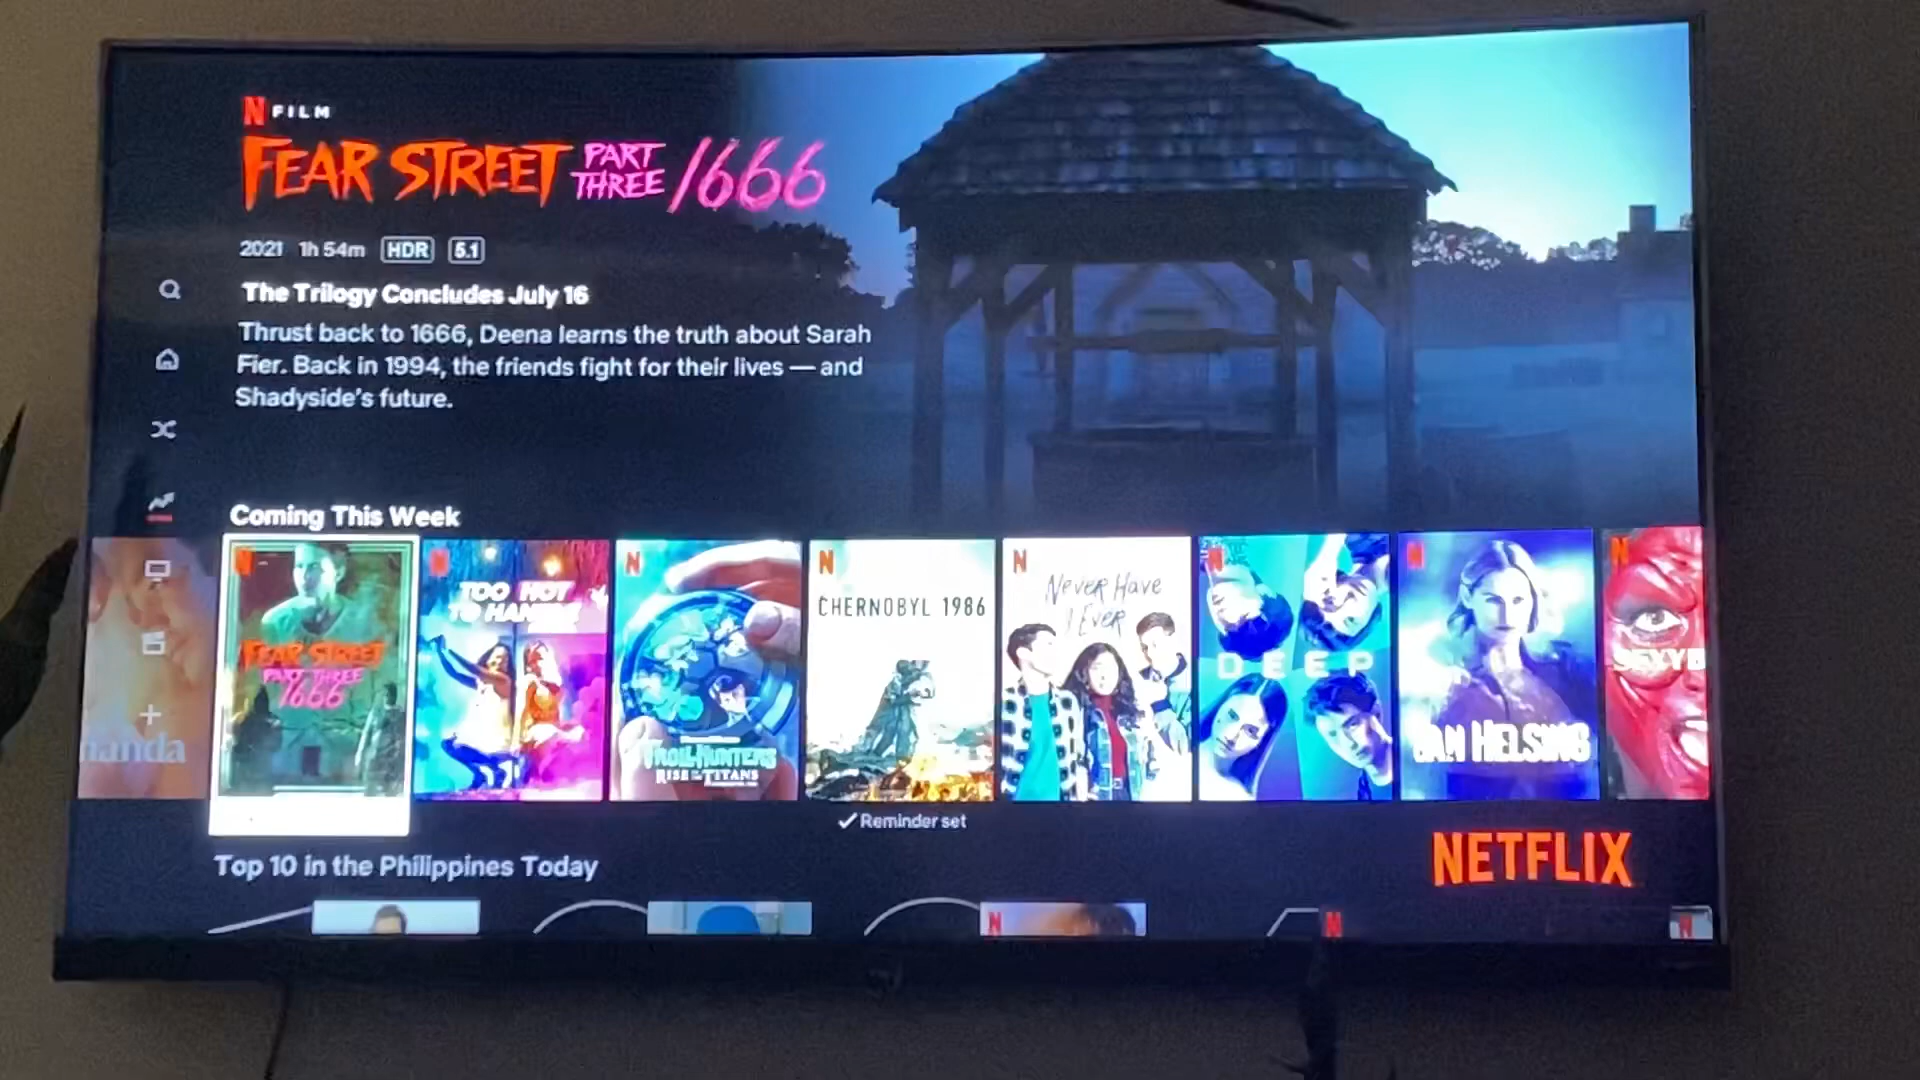 N FILM
FEAR STREET PART THREE 1666
2021 1h 54m HDR 5.1
The Trilogy Concludes July 16
Thrust back to 1666, Deena learns the truth about Sarah
Fier. Back in 1994, the friends fight for their lives — and
Shadyside's future.
Coming This Week
nanda
N
FEAR STREET
PART THREE
1666
N
TOO HOT
TO HANDLE
N
TROLLHUNTERS
RISE OF THE TITANS
N
CHERNOBYL 1986
N
Never Have
I Ever
N
DEEP
N
VAN HELSING
N
SEXY B
Reminder set
Top 10 in the Philippines Today
NETFLIX
N
N
N